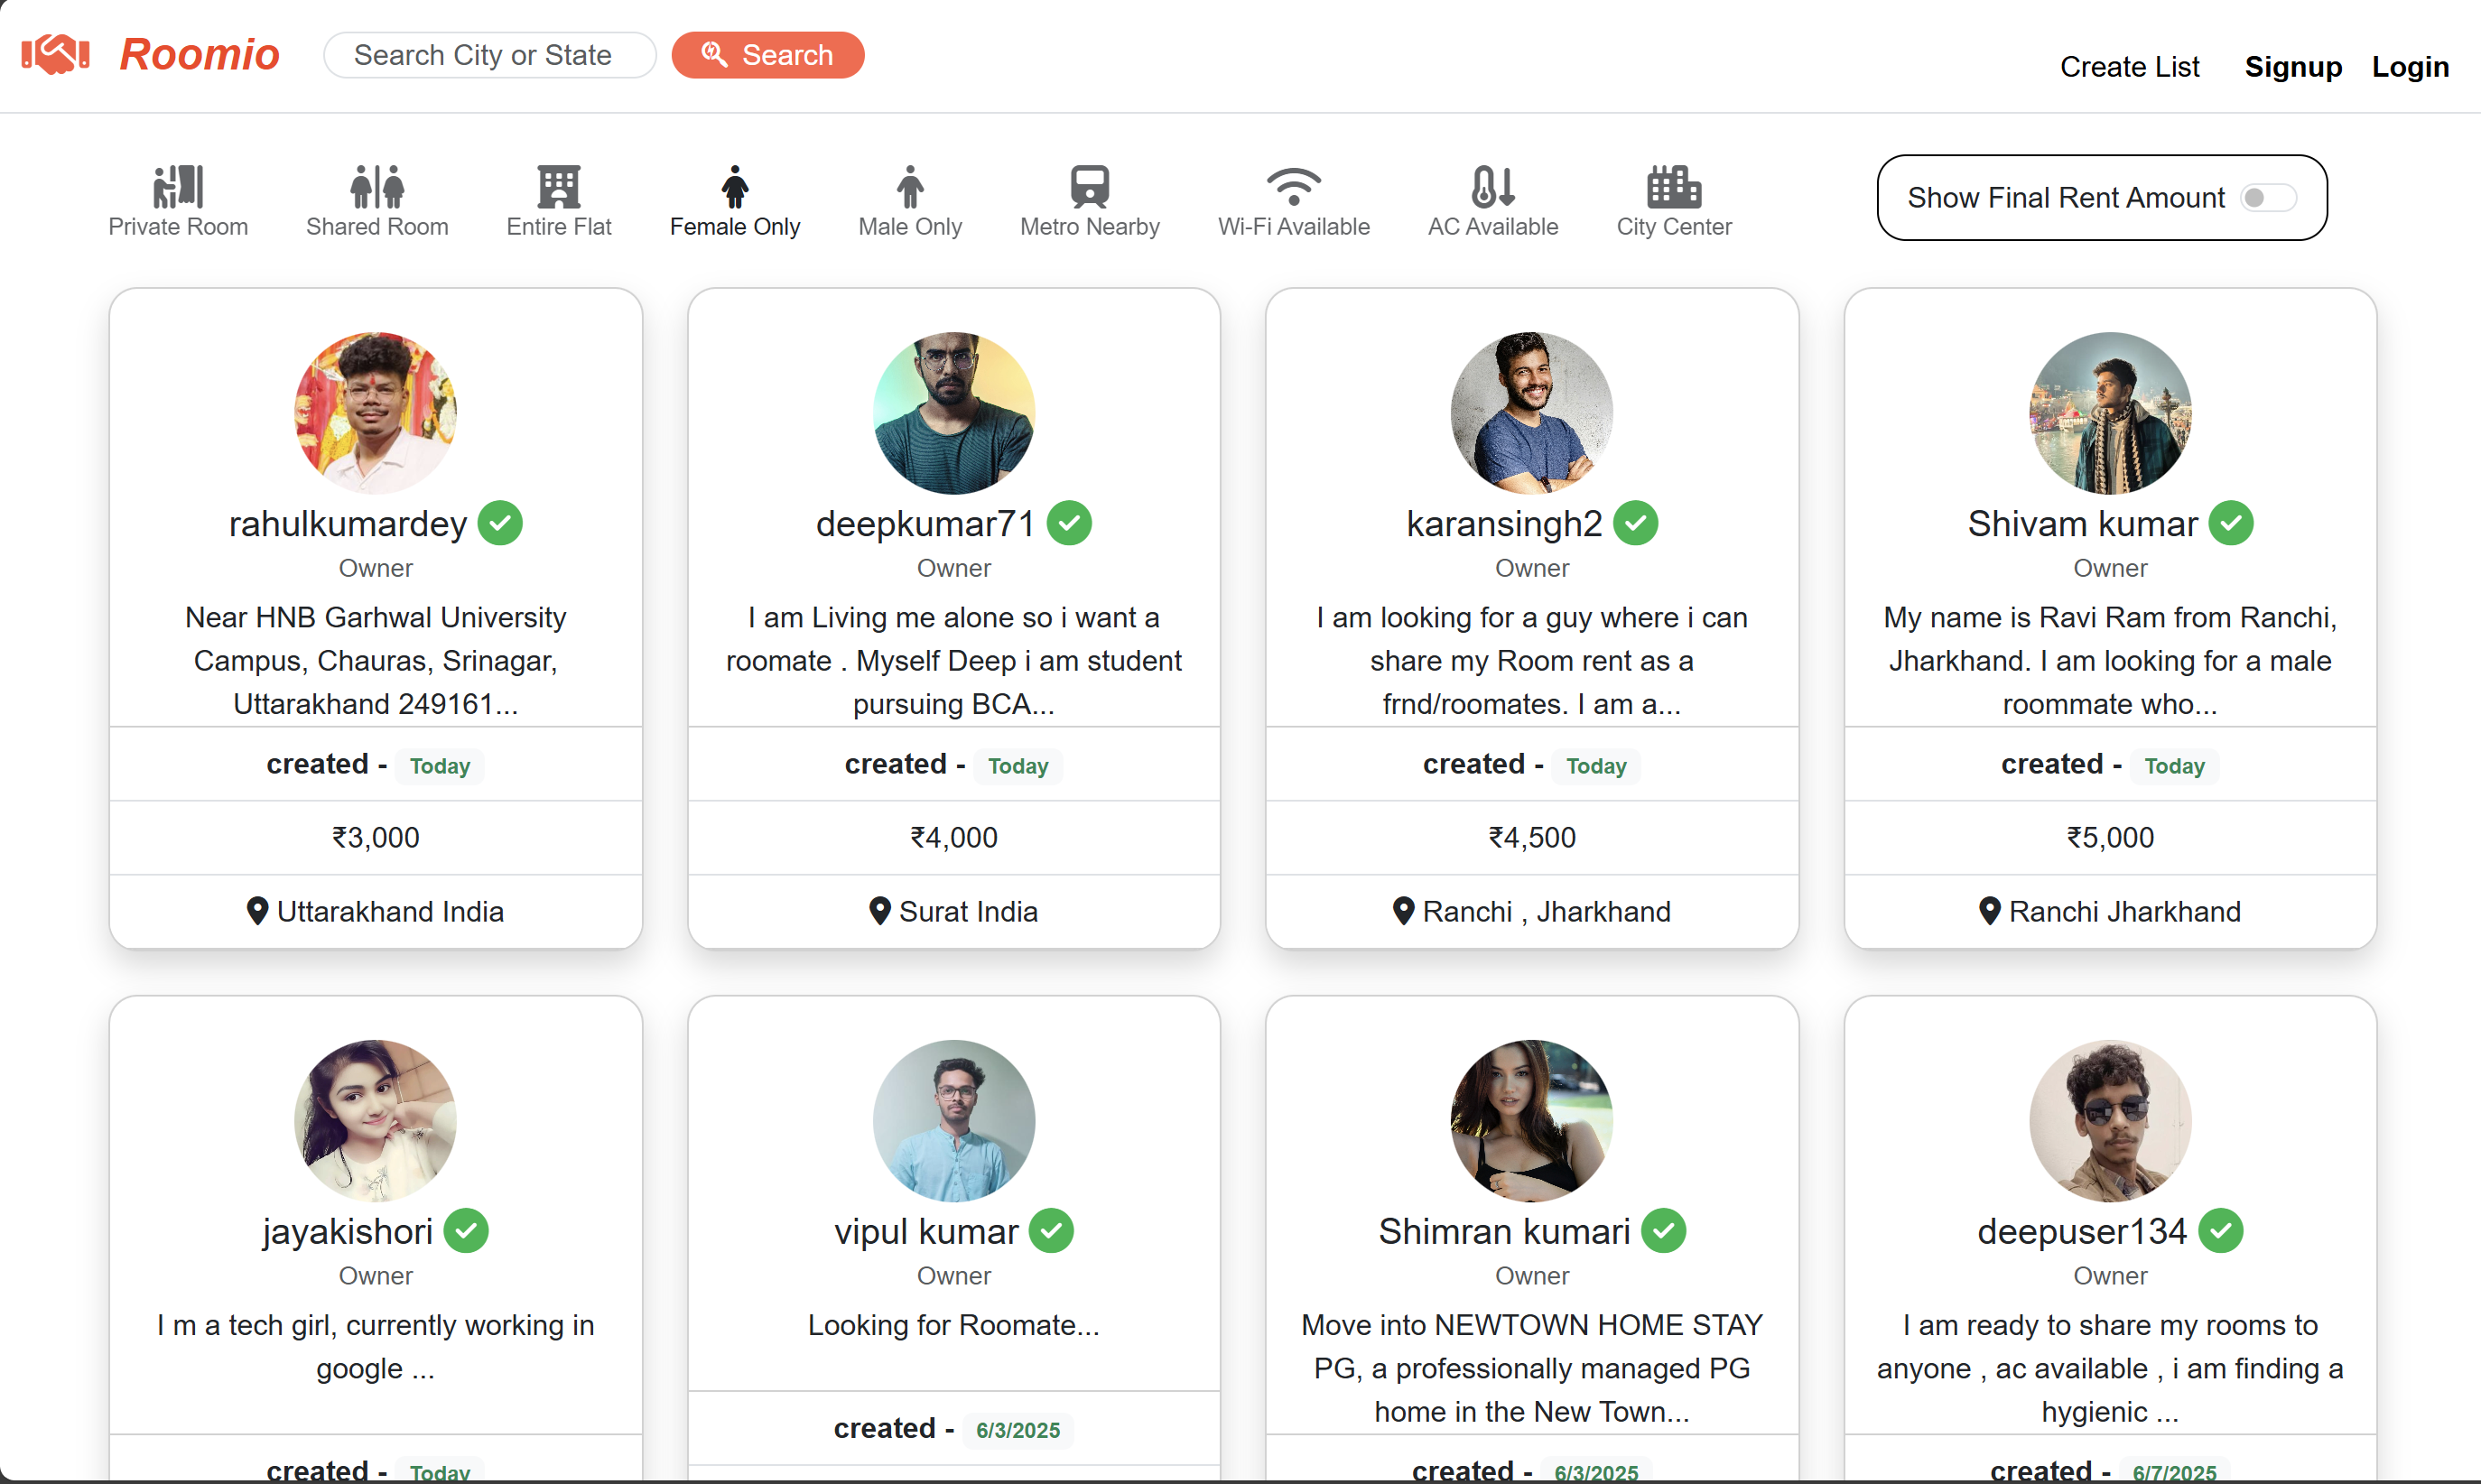 Roomio
Search City or State
Search
Create List
Signup
Login
Private Room
Shared Room
Entire Flat
Female Only
Male Only
Metro Nearby
Wi-Fi Available
AC Available
City Center
Show Final Rent Amount
rahulkumardey
Owner
Near HNB Garhwal University
Campus, Chauras, Srinagar,
Uttarakhand 249161...
created - Today
₹3,000
Uttarakhand India
deepkumar71
Owner
I am Living me alone so i want a
roomate . Myself Deep i am student
pursuing BCA...
created - Today
₹4,000
Surat India
karansingh2
Owner
I am looking for a guy where i can
share my Room rent as a
frnd/roomates. I am a...
created - Today
₹4,500
Ranchi , Jharkhand
Shivam kumar
Owner
My name is Ravi Ram from Ranchi,
Jharkhand. I am looking for a male
roommate who...
created - Today
₹5,000
Ranchi Jharkhand
jayakishori
Owner
I m a tech girl, currently working in
google ...
created - Today
vipul kumar
Owner
Looking for Roomate...
created - 6/3/2025
Shimran kumari
Owner
Move into NEWTOWN HOME STAY
PG, a professionally managed PG
home in the New Town...
created - 6/3/2025
deepuser134
Owner
I am ready to share my rooms to
anyone , ac available , i am finding a
hygienic ...
created - 6/7/2025